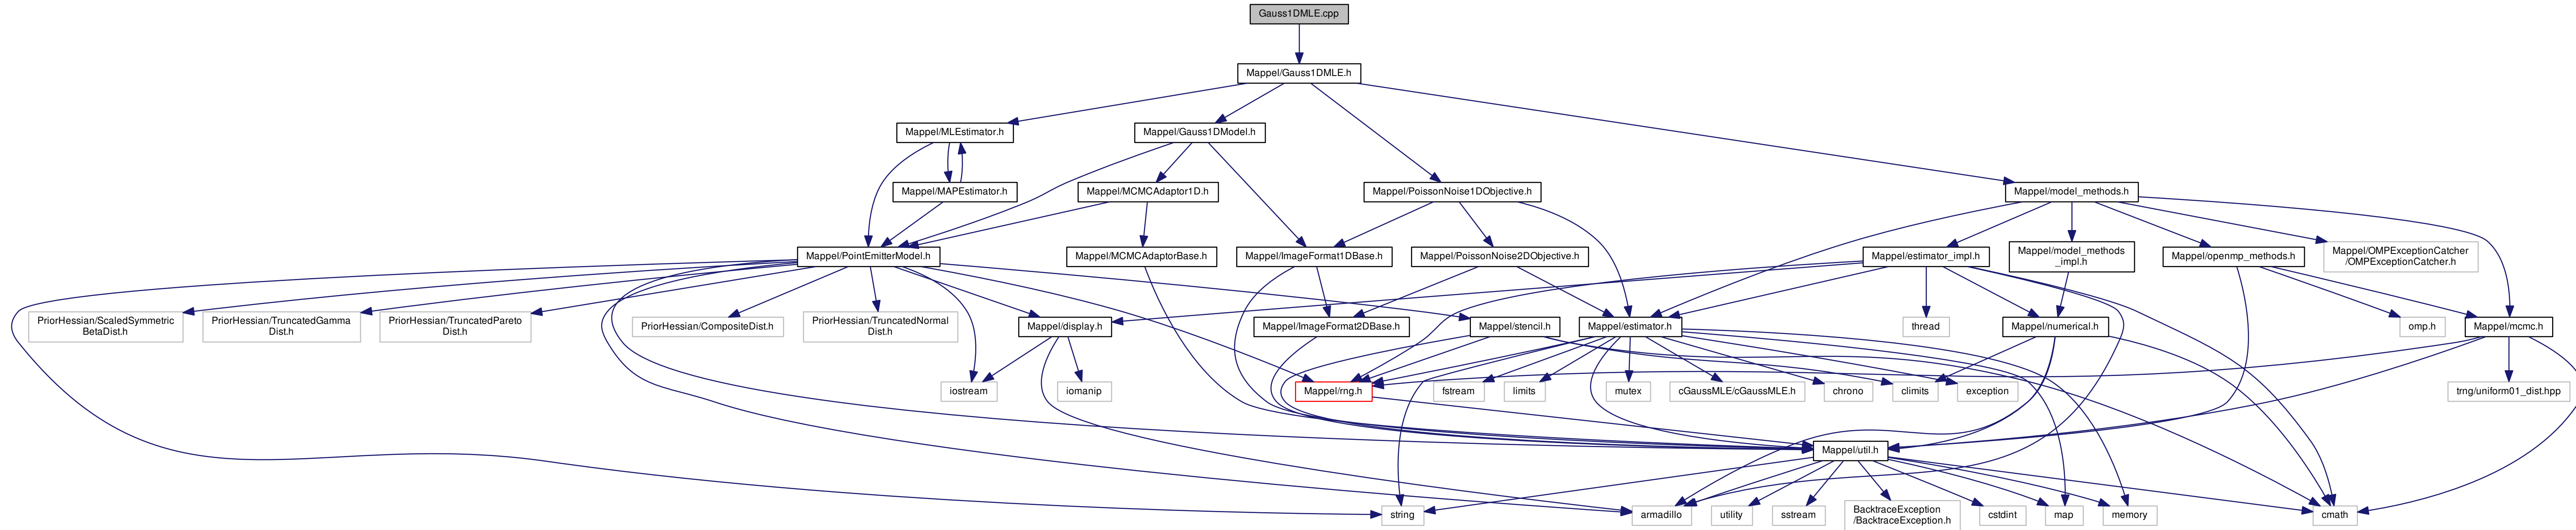 Gauss1DMLE.cpp
Mappel/Gauss1DMLE.h
Mappel/MLEstimator.h
Mappel/Gauss1DModel.h
Mappel/MAPEstimator.h
Mappel/MCMCAdaptor1D.h
Mappel/PoissonNoise1DObjective.h
Mappel/model_methods.h
Mappel/PointEmitterModel.h
Mappel/MCMCAdaptorBase.h
Mappel/ImageFormat1DBase.h
Mappel/PoissonNoise2DObjective.h
Mappel/estimator_impl.h
Mappel/model_methods
_impl.h
Mappel/openmp_methods.h
Mappel/OMPExceptionCatcher
/OMPExceptionCatcher.h
PriorHessian/ScaledSymmetric
BetaDist.h
PriorHessian/TruncatedGamma
Dist.h
PriorHessian/TruncatedPareto
Dist.h
PriorHessian/CompositeDist.h
PriorHessian/TruncatedNormal
Dist.h
Mappel/display.h
Mappel/ImageFormat2DBase.h
Mappel/stencil.h
Mappel/estimator.h
thread
Mappel/numerical.h
omp.h
Mappel/mcmc.h
iostream
iomanip
Mappel/rng.h
fstream
limits
mutex
cGaussMLE/cGaussMLE.h
chrono
climits
exception
trng/uniform01_dist.hpp
Mappel/util.h
string
armadillo
utility
sstream
BacktraceException
/BacktraceException.h
cstdint
map
memory
cmath